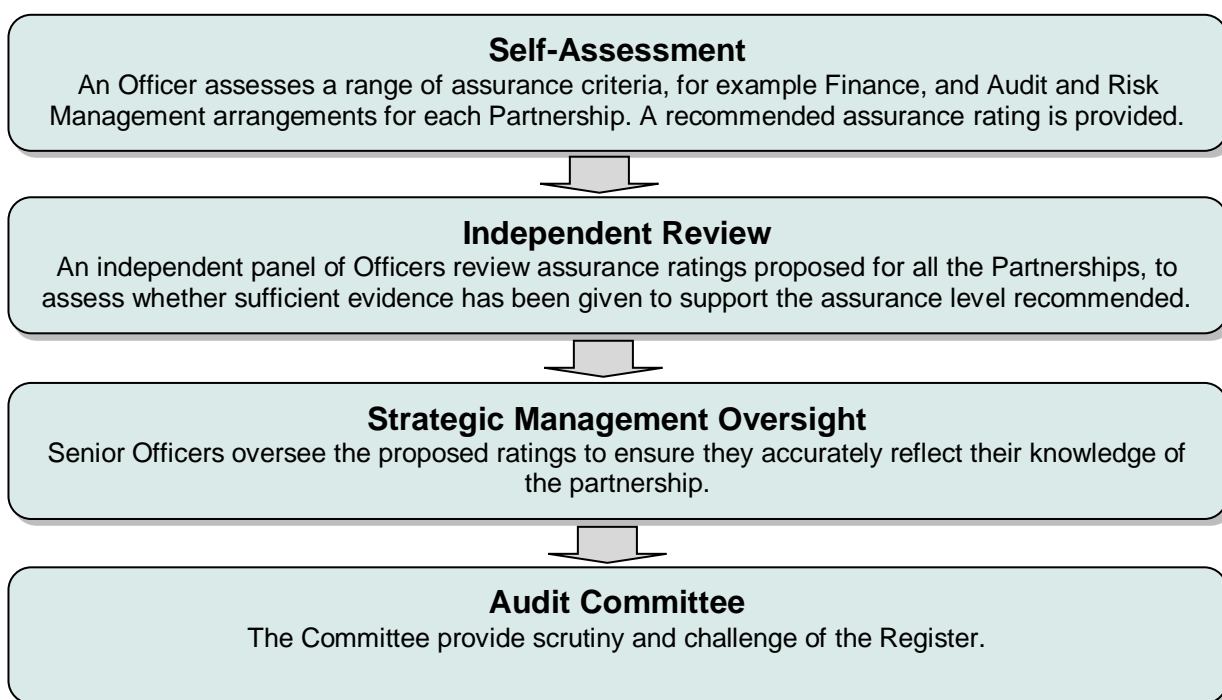 Self-Assessment
An Officer assesses a range of assurance criteria, for example Finance, and Audit and Risk
Management arrangements for each Partnership. A recommended assurance rating is provided.
Independent Review
An independent panel of Officers review assurance ratings proposed for all the Partnerships, to
assess whether sufficient evidence has been given to support the assurance level recommended.
Strategic Management Oversight
Senior Officers oversee the proposed ratings to ensure they accurately reflect their knowledge of
the partnership.
Audit Committee
The Committee provide scrutiny and challenge of the Register.